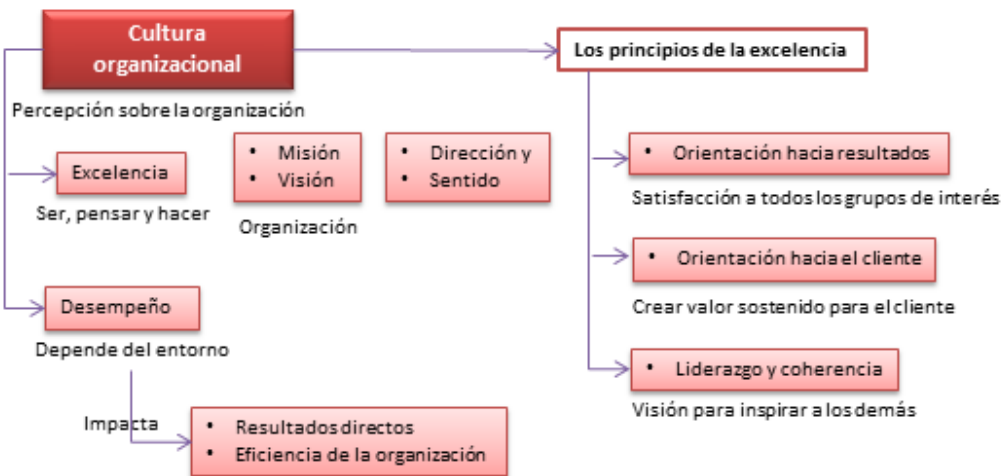 Cultura
organizacional
Percepción sobre la organización
Excelencia
Ser, pensar y hacer
• Misión
• Visión
Organización
• Dirección y
• Sentido
Desempeño
Depende del entorno
Impacta
• Resultados directos
• Eficiencia de la organización
Los principios de la excelencia
• Orientación hacia resultados
Satisfacción a todos los grupos de interés
• Orientación hacia el cliente
Crear valor sostenido para el cliente
• Liderazgo y coherencia
Visión para inspirar a los demás